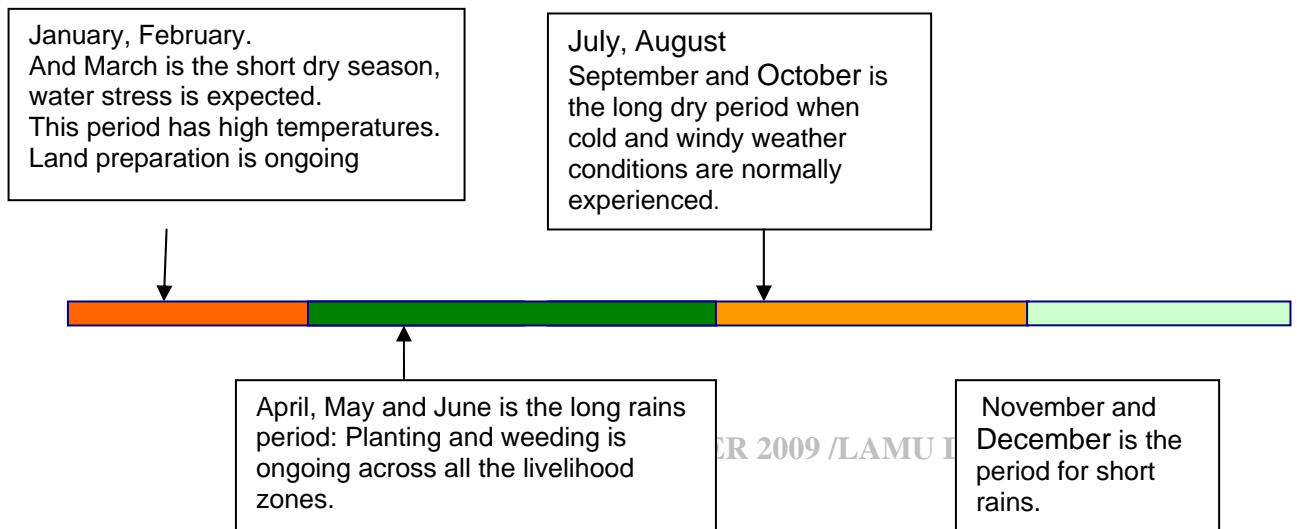 January, February.
And March is the short dry season,
water stress is expected.
This period has high temperatures.
Land preparation is ongoing
July, August
September and October is
the long dry period when
cold and windy weather
conditions are normally
experienced.
April, May and June is the long rains
period: Planting and weeding is
ongoing across all the livelihood
zones.
ER 2009 /LAMU
November and
December is the
period for short
rains.